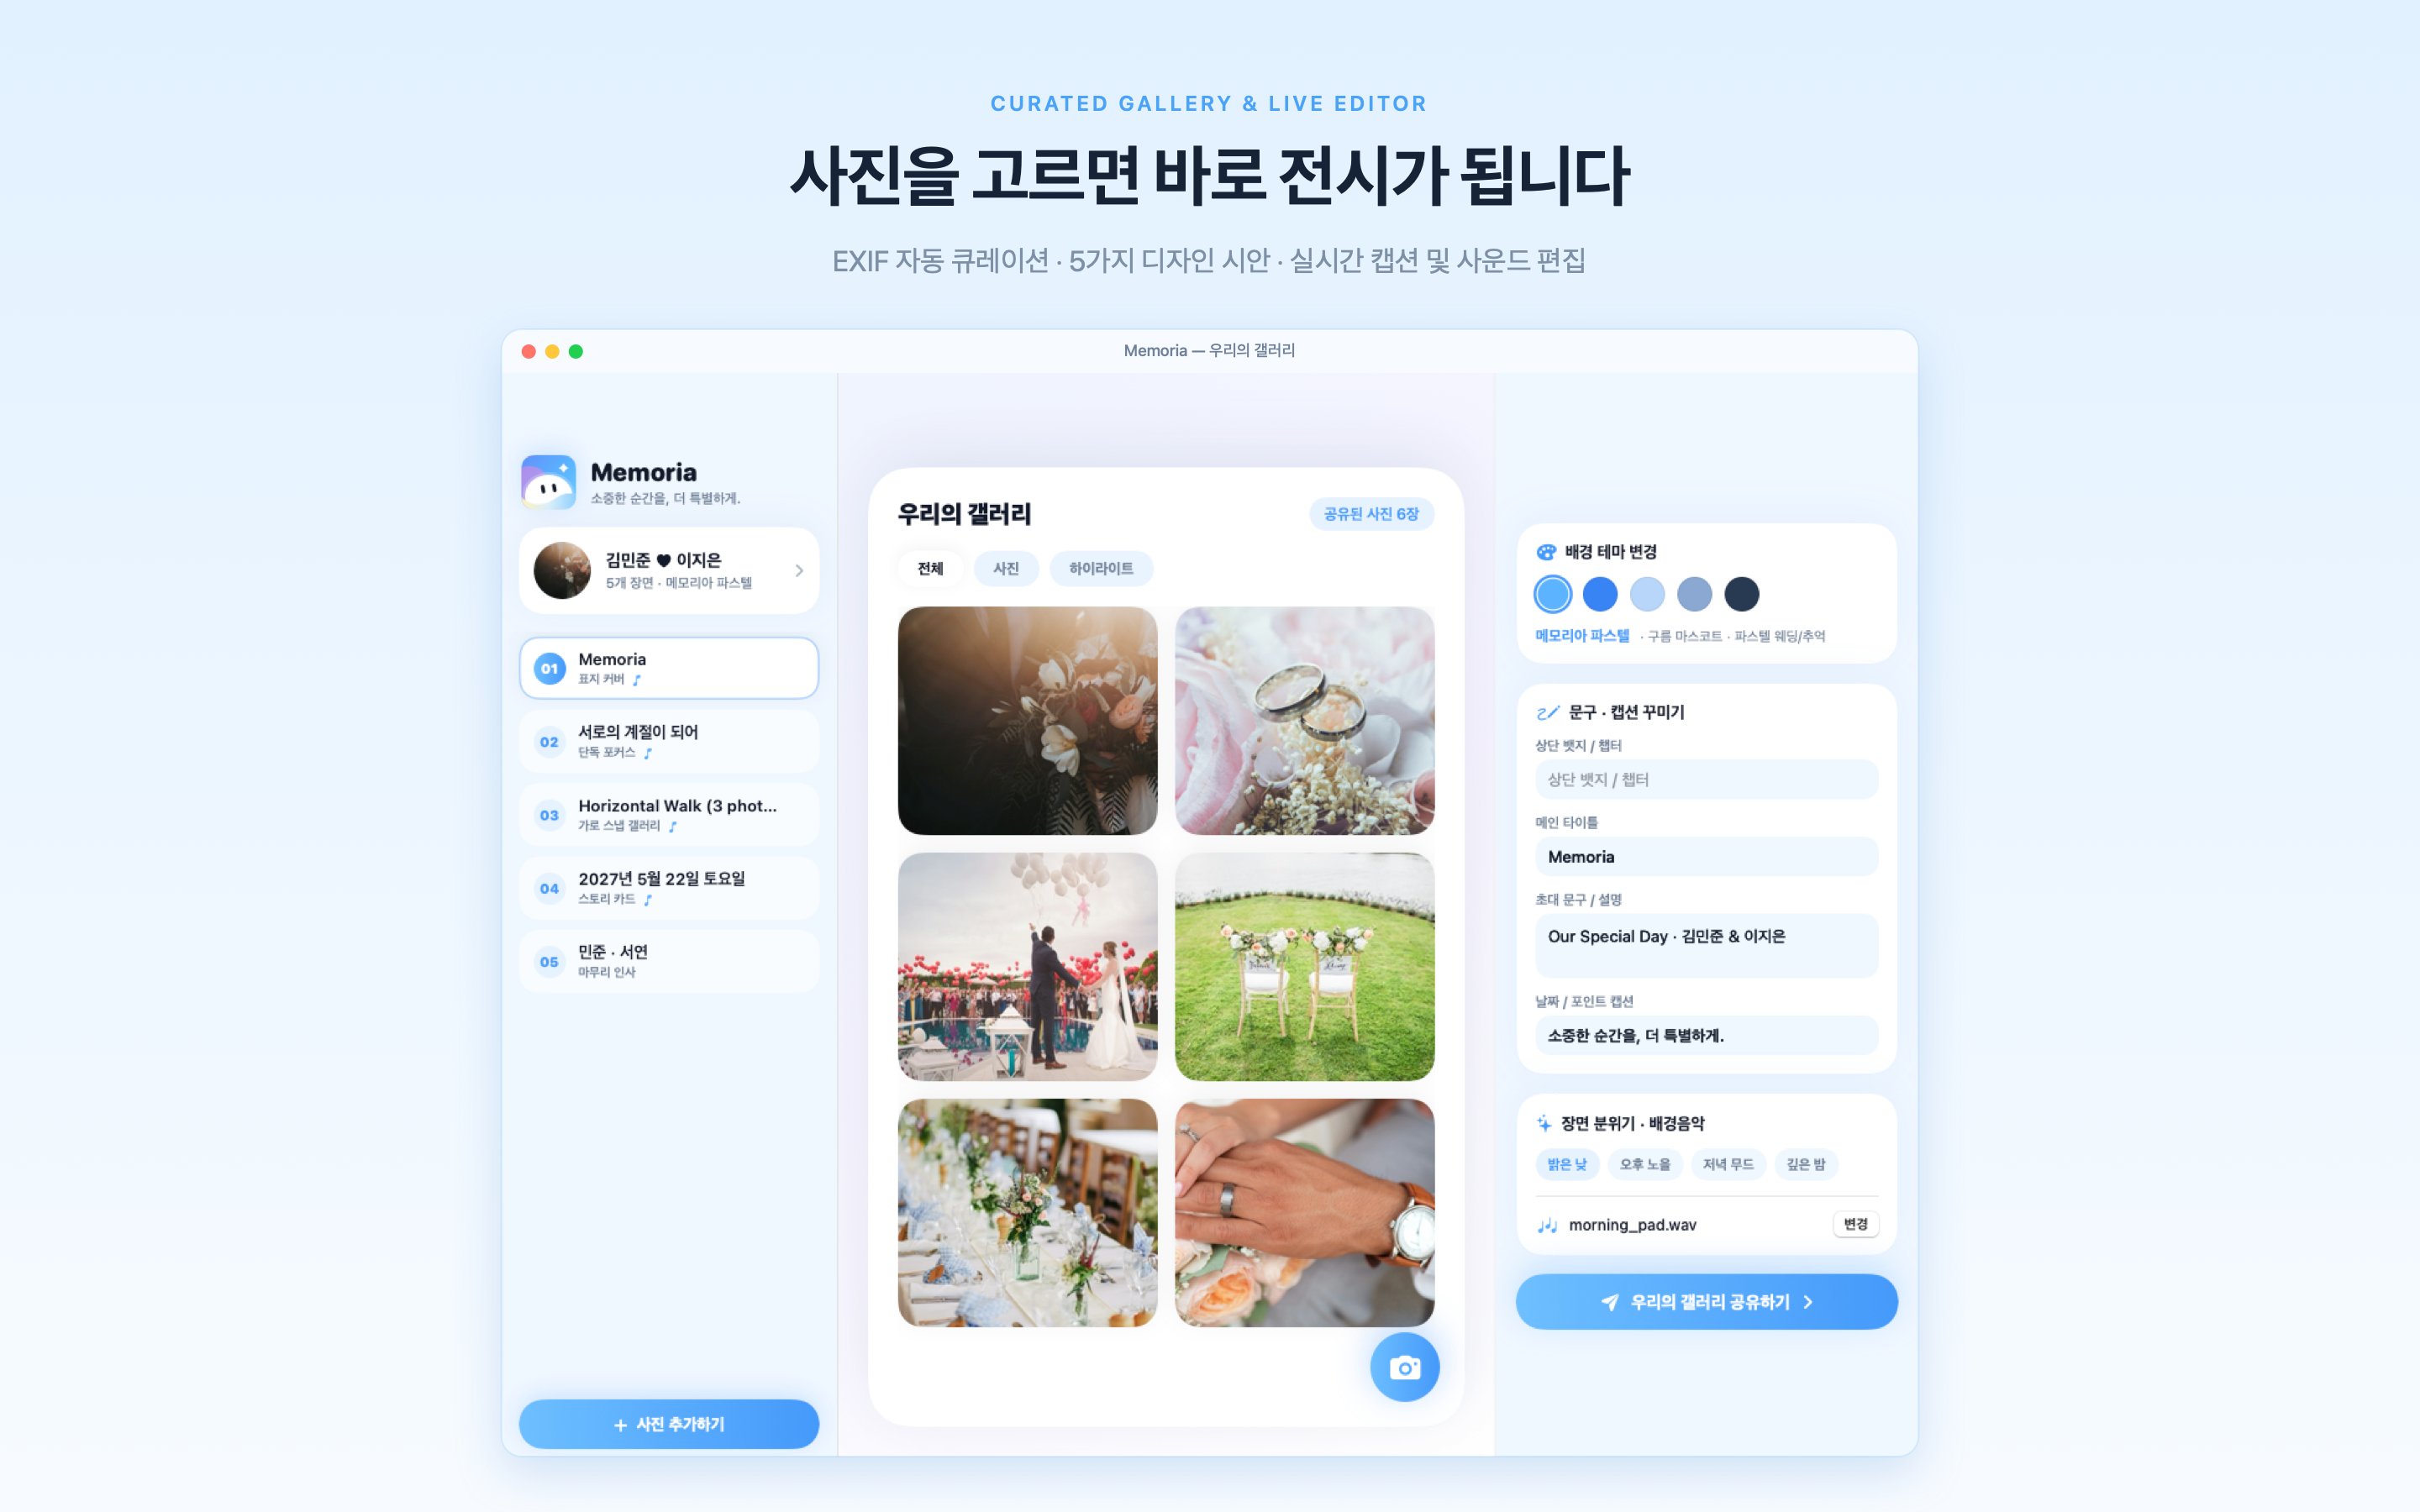 CURATED GALLERY & LIVE EDITOR
사진을 고르면 바로 전시가 됩니다
EXIF 자동 큐레이션 · 5가지 디자인 시안 · 실시간 캡션 및 사운드 편집
Memoria — 우리의 갤러리
Memoria
소중한 순간을, 더 특별하게.
김민준 ♥ 이지은
5개 장면 · 메모리아 파스텔
01
Memoria
표지 커버
02
서로의 계절이 되어
단독 포커스
03
Horizontal Walk (3 phot...
가로 스냅 갤러리
04
2027년 5월 22일 토요일
스토리 카드
05
민준 · 서연
마무리 인사
+ 사진 추가하기
우리의 갤러리
공유된 사진 6장
전체 사진 하이라이트
배경 테마 변경
메모리아 파스텔 · 구름 마스코트 · 파스텔 웨딩/추억
문구 · 캡션 꾸미기
상단 뱃지 / 챕터
상단 뱃지 / 챕터
메인 타이틀
Memoria
초대 문구 / 설명
Our Special Day · 김민준 & 이지은
날짜 / 포인트 캡션
소중한 순간을, 더 특별하게.
장면 분위기 · 배경음악
밝은 낮 오후 노을 저녁 무드 깊은 밤
morning_pad.wav 변경
우리의 갤러리 공유하기